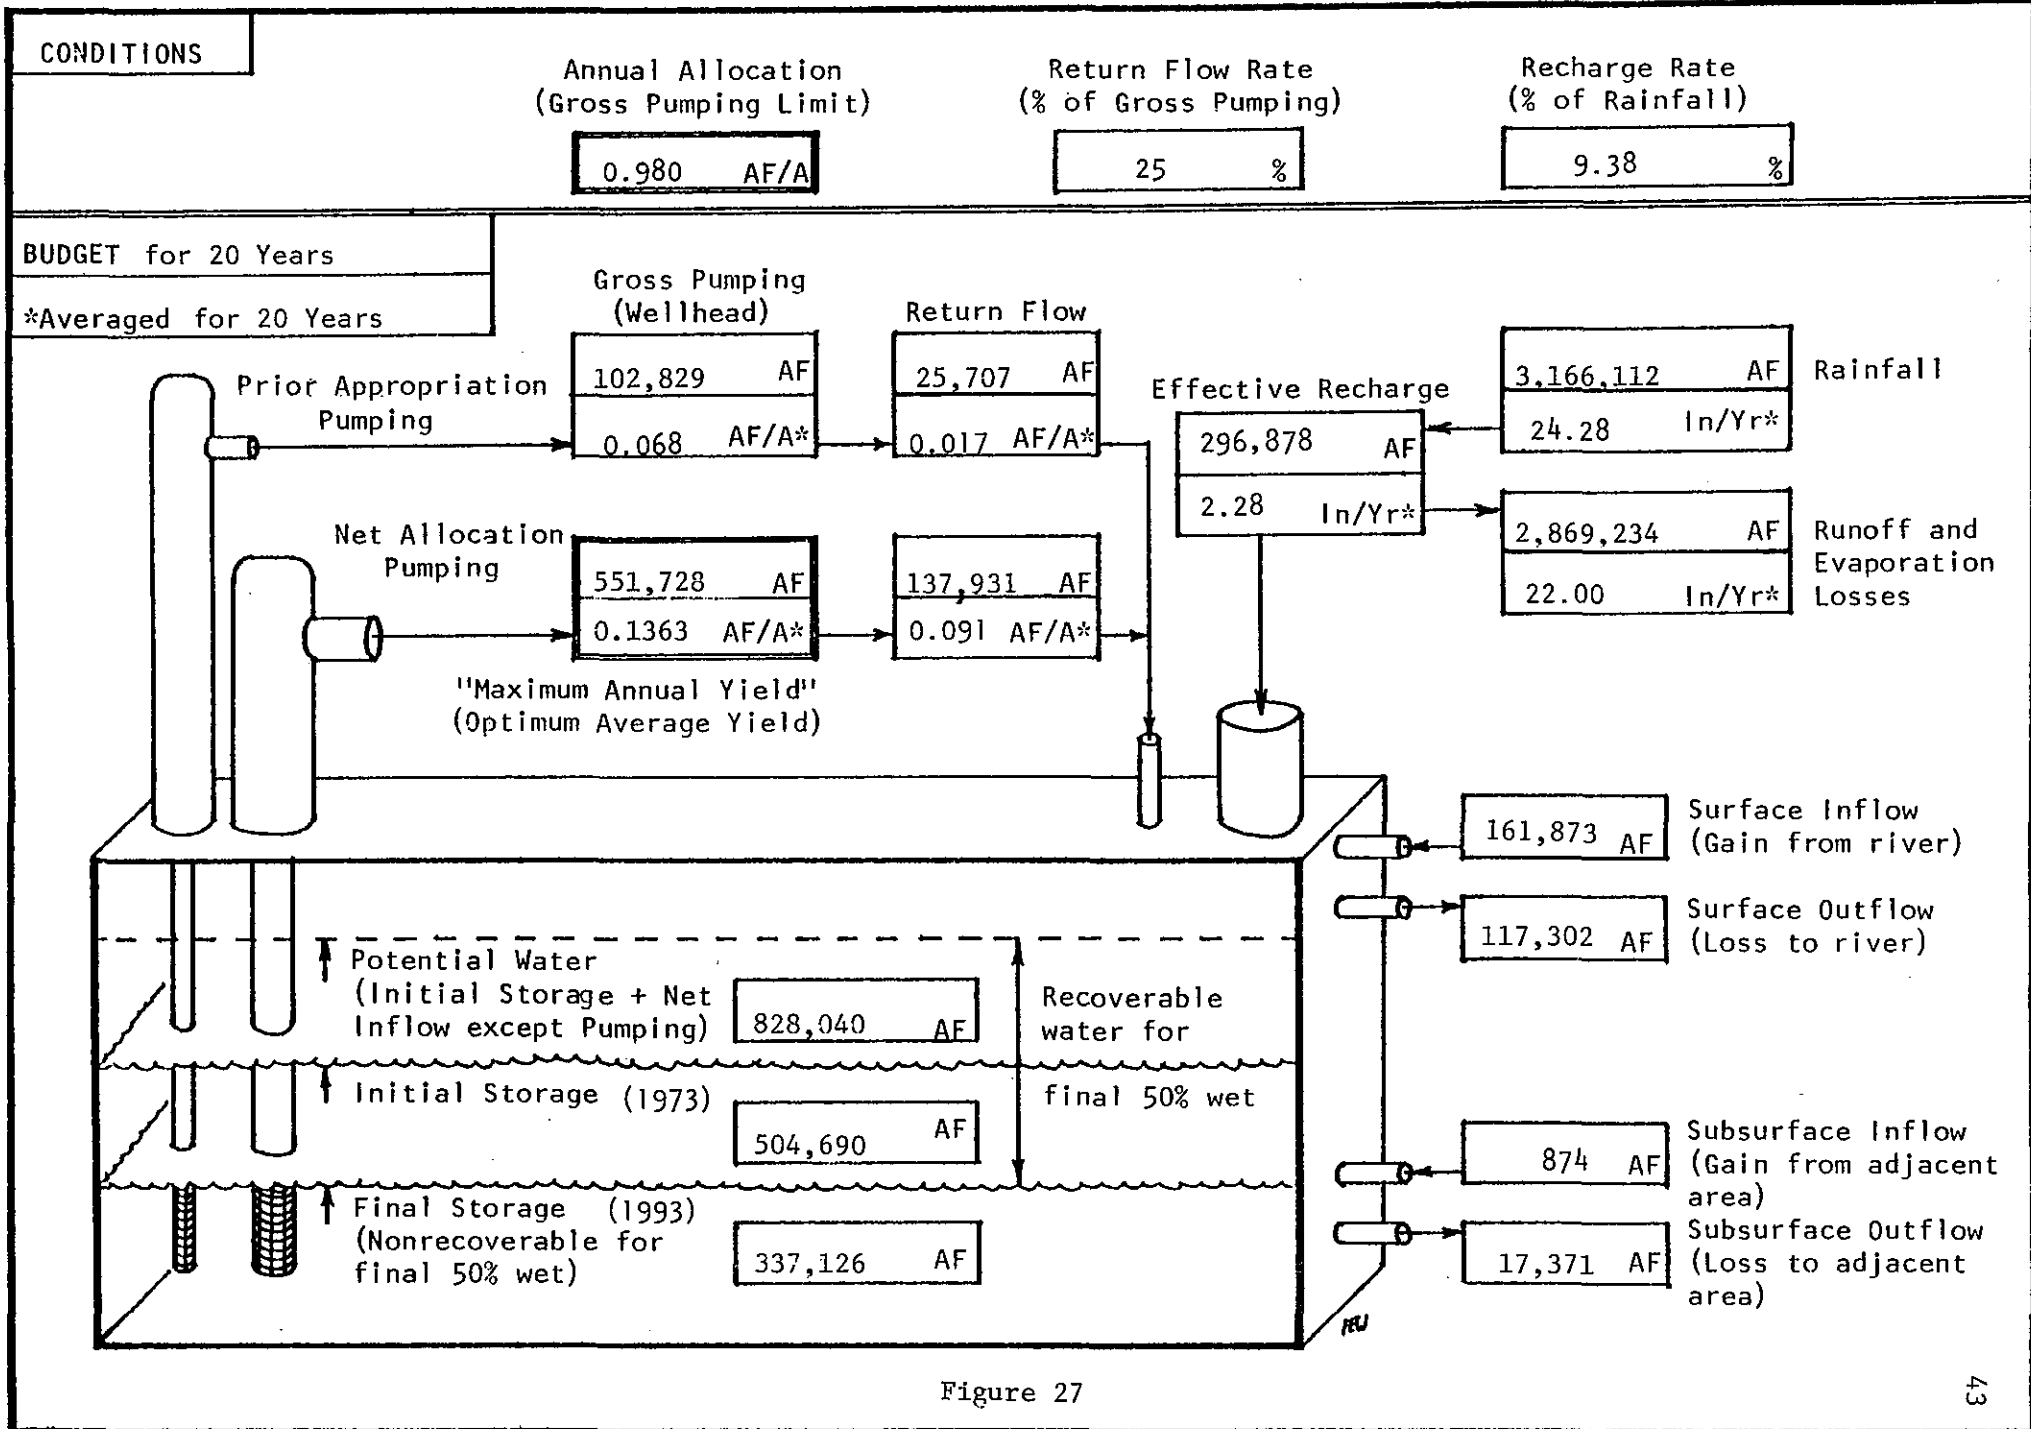 CONDITIONS
Annual Allocation
(Gross Pumping Limit)
0.980 AF/A
Return Flow Rate
(% of Gross Pumping)
25 %
Recharge Rate
(% of Rainfall)
9.38 %
BUDGET for 20 Years
*Averaged for 20 Years
Gross Pumping
(Wellhead)
Return Flow
Prior Appropriation
Pumping
102,829 AF
0.068 AF/A*
25,707 AF
0.017 AF/A*
Effective Recharge
296,878 AF
2.28 In/Yr*
3,166,112 AF
24.28 In/Yr*
Rainfall
Net Allocation
Pumping
551,728 AF
0.1363 AF/A*
137,931 AF
0.091 AF/A*
2,869,234 AF
22.00 In/Yr*
Runoff and
Evaporation
Losses
"Maximum Annual Yield"
(Optimum Average Yield)
161,873 AF
Surface Inflow
(Gain from river)
117,302 AF
Surface Outflow
(Loss to river)
Potential Water
(Initial Storage + Net
Inflow except Pumping)
828,040 AF
Recoverable
water for
final 50% wet
Initial Storage (1973)
504,690 AF
874 AF
Subsurface Inflow
(Gain from adjacent
area)
Final Storage (1993)
(Nonrecoverable for
final 50% wet)
337,126 AF
17,371 AF
Subsurface Outflow
(Loss to adjacent
area)
Figure 27
43